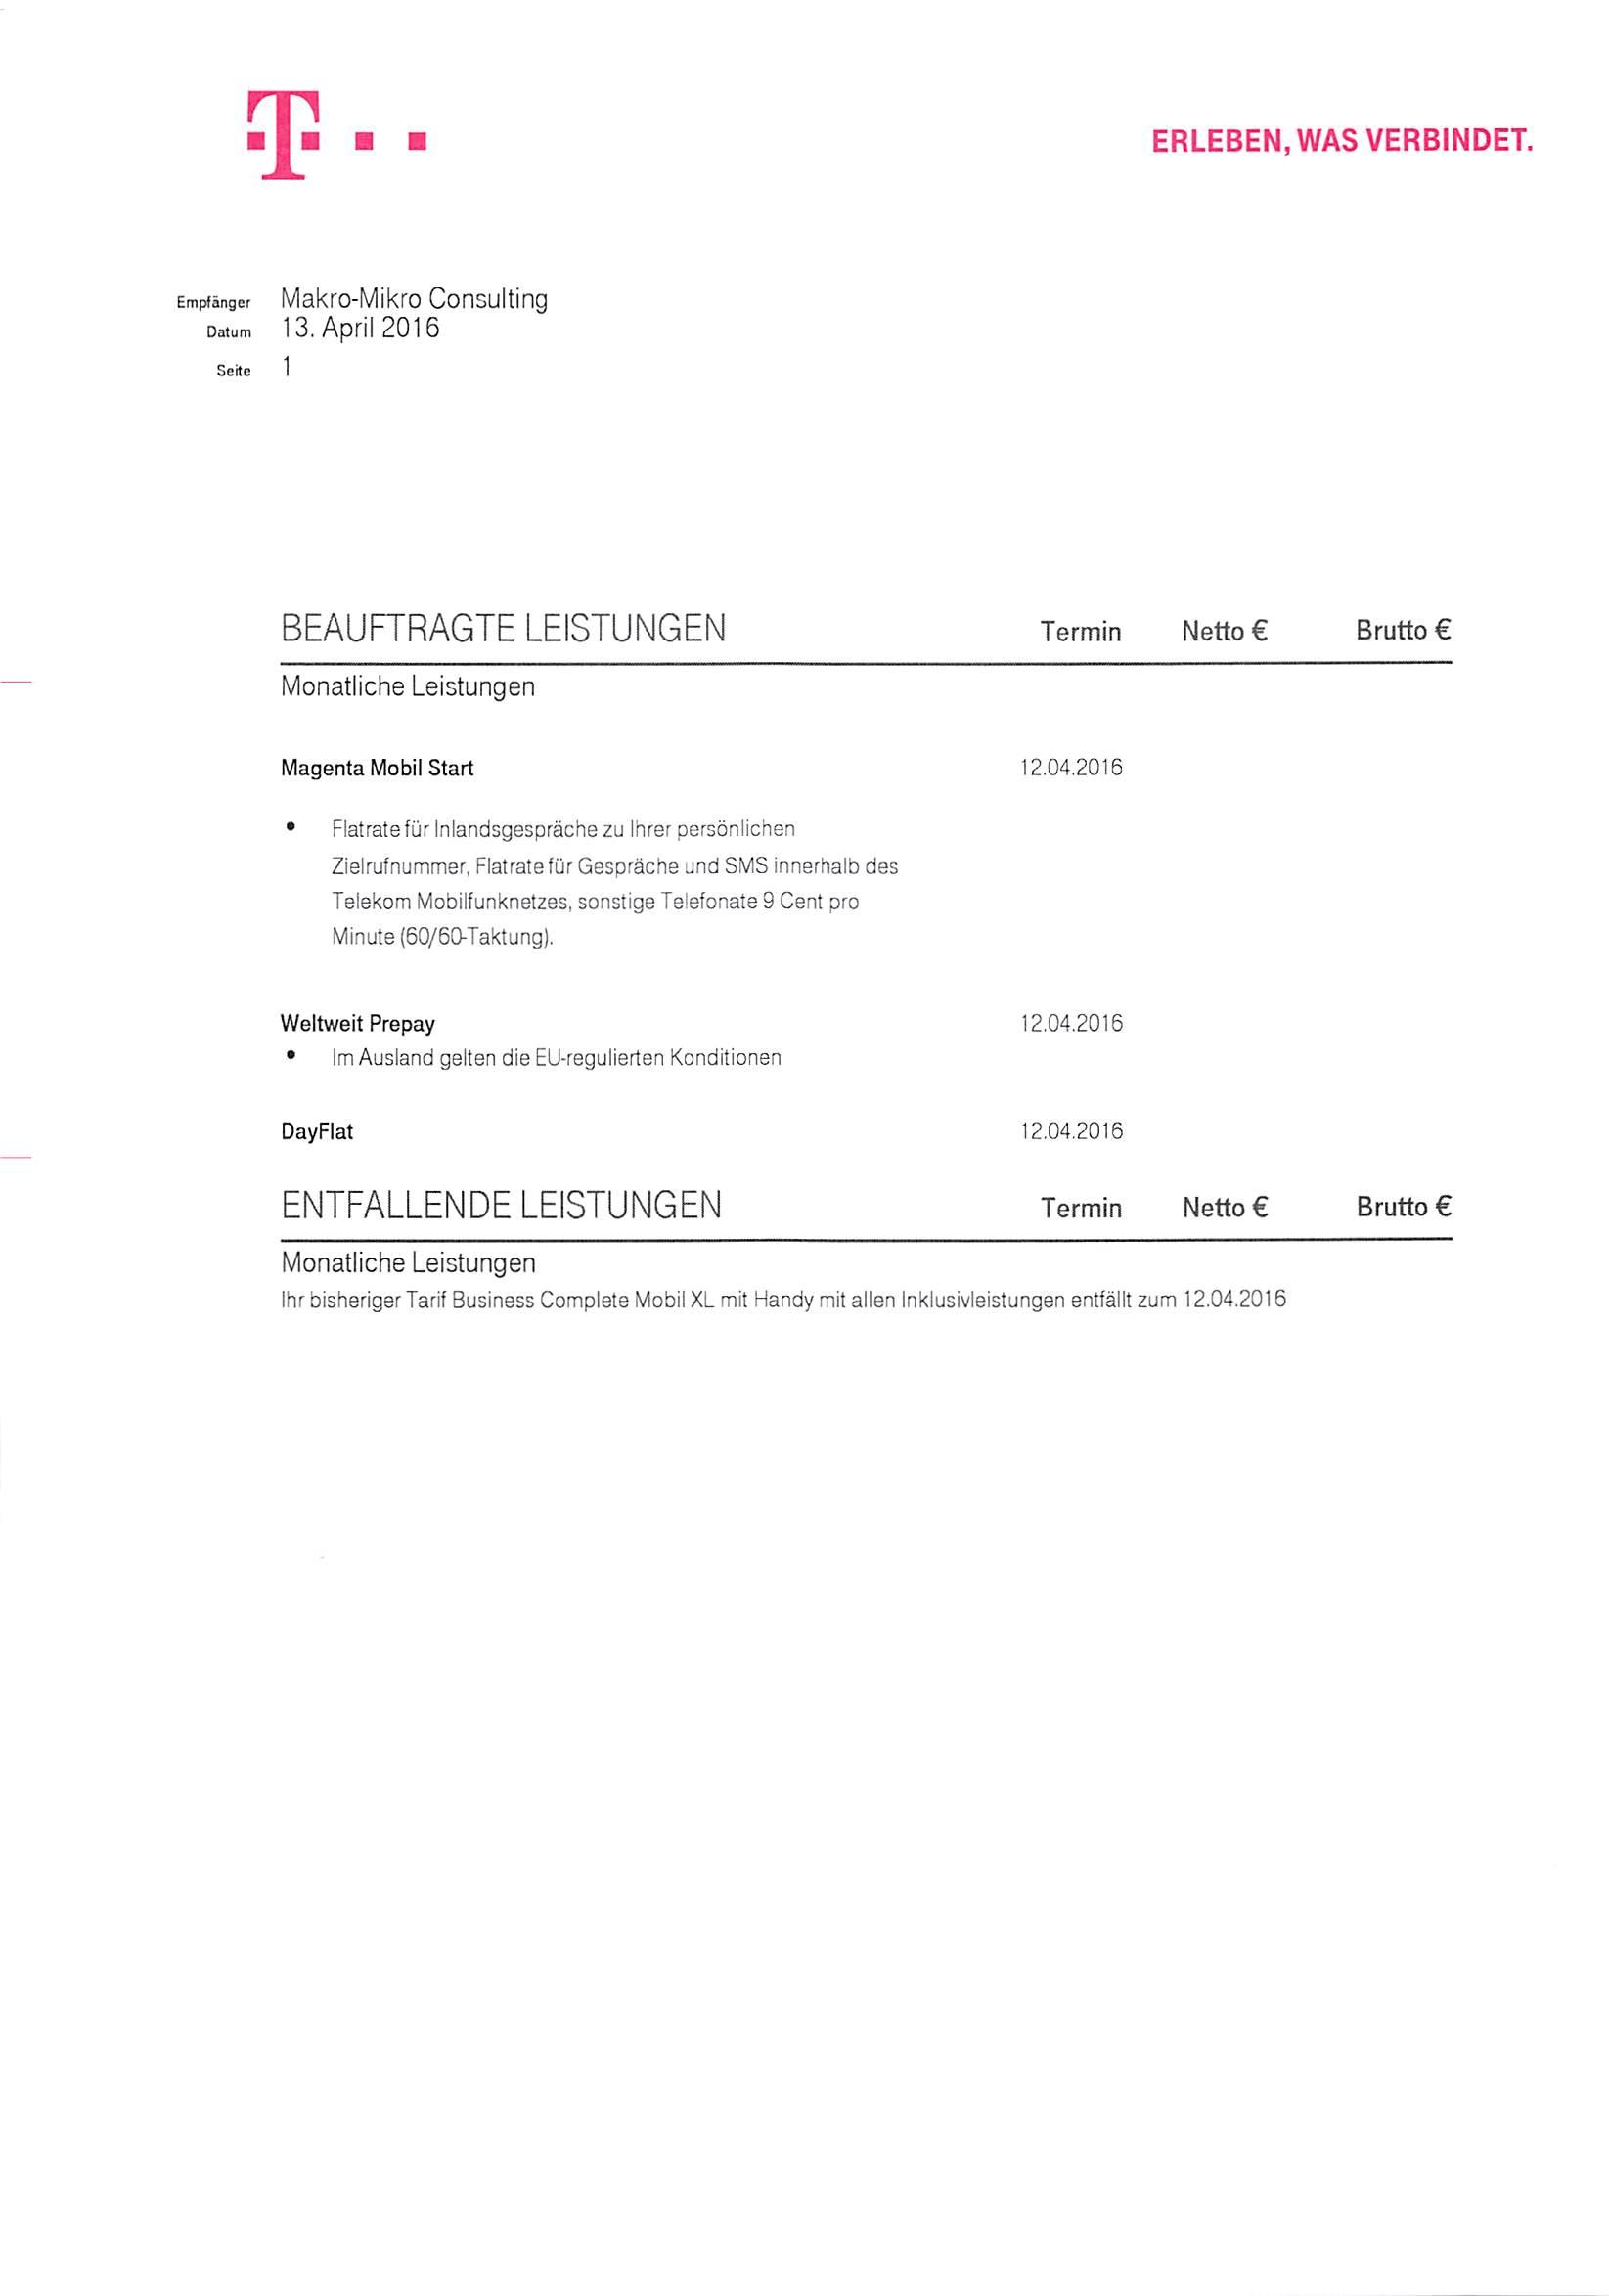 T
ERLEBEN, WAS VERBINDET.
Empfänger Makro-Mikro Consulting
Datum 13. April 2016
Seite 1
BEAUFTRAGTE LEISTUNGEN Termin Netto € Brutto €
Monatliche Leistungen
Magenta Mobil Start 12.04.2016
• Flatrate für Inlandsgespräche zu Ihrer persönlichen
Zielrufnummer, Flatrate für Gespräche und SMS innerhalb des
Telekom Mobilfunknetzes, sonstige Telefonate 9 Cent pro
Minute (60/60-Taktung).
Weltweit Prepay 12.04.2016
• Im Ausland gelten die EU-regulierten Konditionen
DayFlat 12.04.2016
ENTFALLENDE LEISTUNGEN Termin Netto € Brutto €
Monatliche Leistungen
Ihr bisheriger Tarif Business Complete Mobil XL mit Handy mit allen Inklusivleistungen entfällt zum 12.04.2016